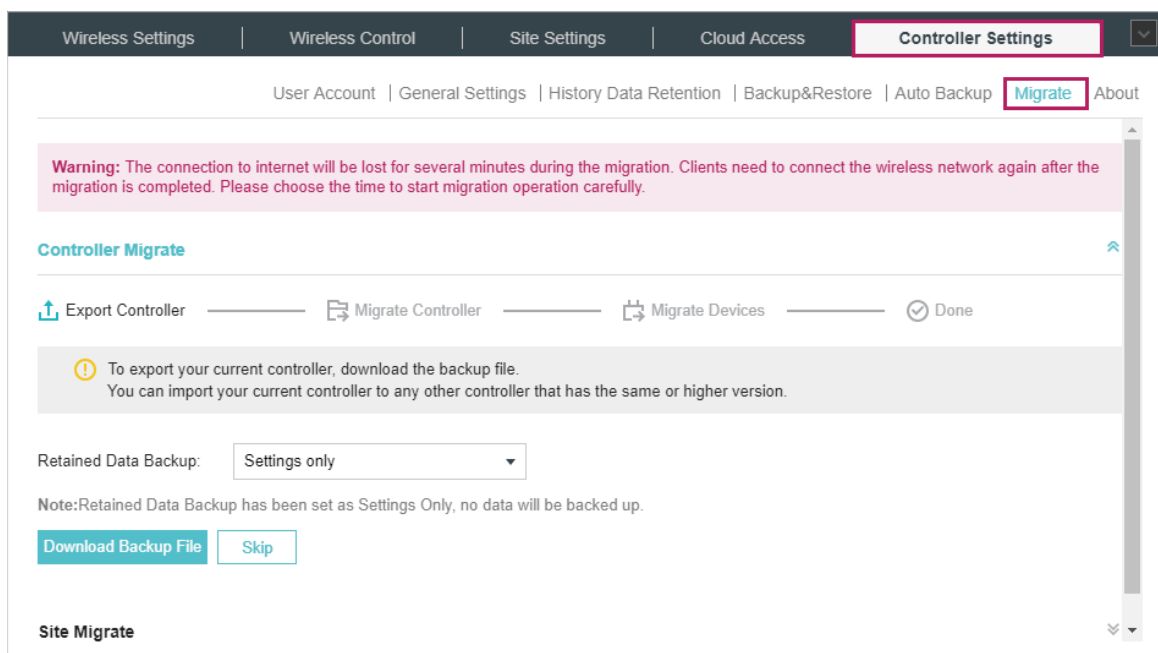 Wireless Settings | Wireless Control | Site Settings | Cloud Access Controller Settings
User Account | General Settings | History Data Retention | Backup&Restore | Auto Backup Migrate About
Warning: The connection to internet will be lost for several minutes during the migration. Clients need to connect the wireless network again after the
migration is completed. Please choose the time to start migration operation carefully.
Controller Migrate
Export Controller Migrate Controller Migrate Devices Done
To export your current controller, download the backup file.
You can import your current controller to any other controller that has the same or higher version.
Retained Data Backup: Settings only
Note:Retained Data Backup has been set as Settings Only, no data will be backed up.
Download Backup File Skip
Site Migrate